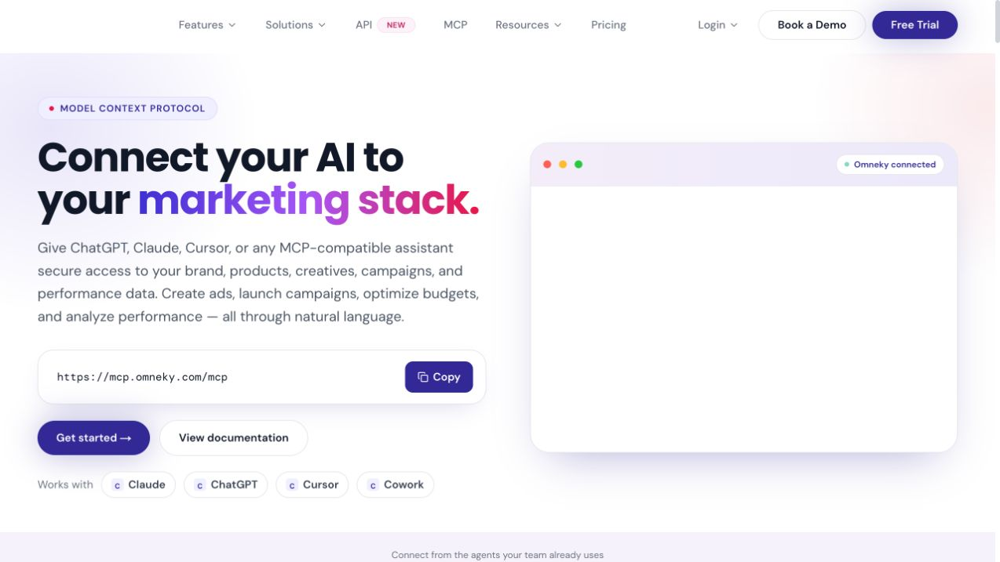 Features
Solutions
API NEW
MCP
Resources
Pricing
Login
Book a Demo
Free Trial
MODEL CONTEXT PROTOCOL
Connect your AI to
your marketing stack.
Give ChatGPT, Claude, Cursor, or any MCP-compatible assistant
secure access to your brand, products, creatives, campaigns, and
performance data. Create ads, launch campaigns, optimize budgets,
and analyze performance — all through natural language.
https://mcp.omneky.com/mcp
Copy
Get started →
View documentation
Works with
C Claude
C ChatGPT
C Cursor
C Cowork
Omneky connected
Connect from the agents your team already uses